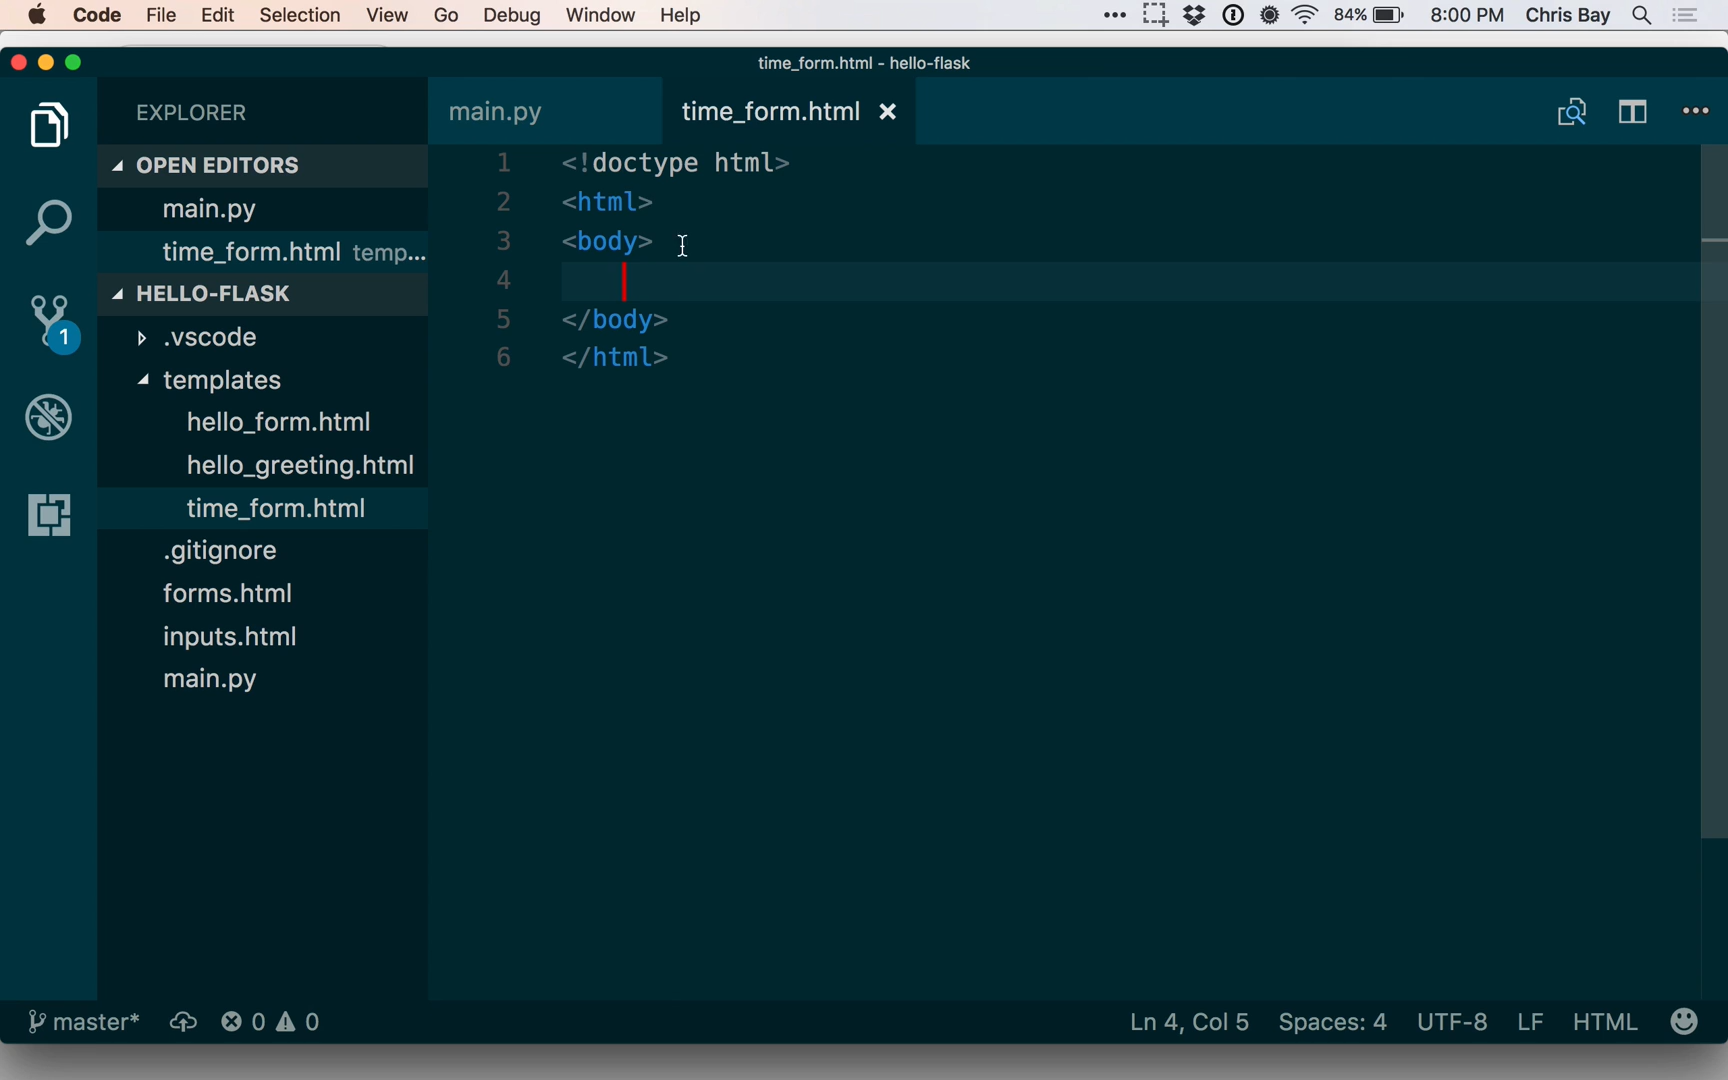 Code File Edit Selection View Go Debug Window Help 84% 8:00 PM Chris Bay
time_form.html - hello-flask
EXPLORER
OPEN EDITORS
main.py
time_form.html temp...
HELLO-FLASK
.vscode
templates
hello_form.html
hello_greeting.html
time_form.html
.gitignore
forms.html
inputs.html
main.py
1
main.py time_form.html
1 <!doctype html>
2 <html>
3 <body>
4
5 </body>
6 </html>
master* 0 0 Ln 4, Col 5 Spaces: 4 UTF-8 LF HTML